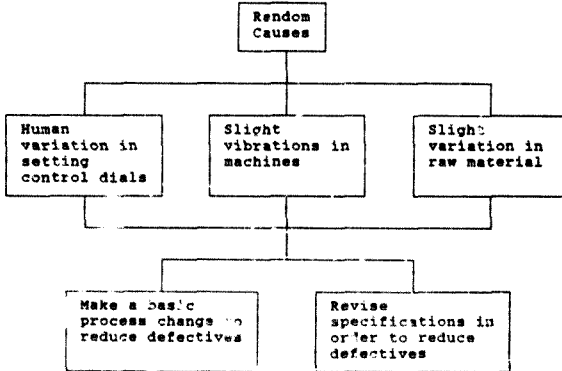 Random
Causes
Human
variation in
setting
control dials
Slight
vibrations in
machines
Slight
variation in
raw material
Make a basic
process change to
reduce defectives
Revise
specifications in
order to reduce
defectives